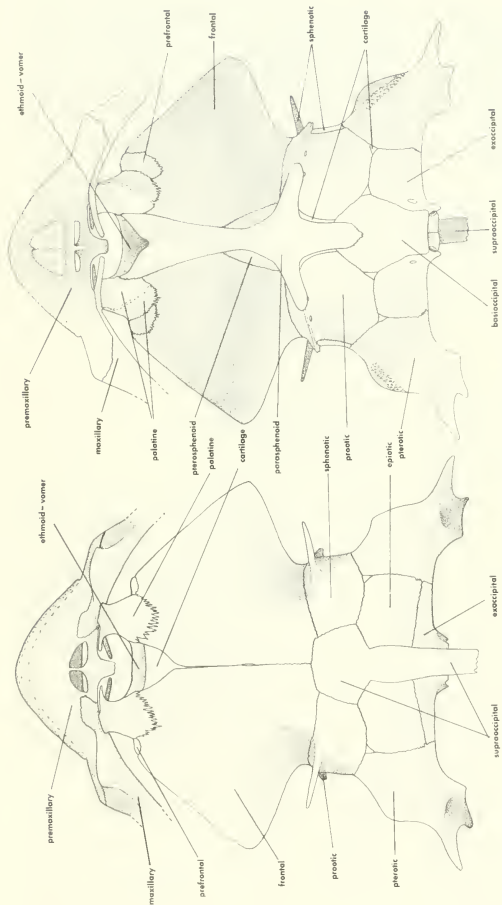 premaxillary
ethmoid – vomer
maxillary
palatine
prefrontal
frontal
pterosphenoid
parasphenoid
sphenotic
cartilage
prootic
pterotic
exoccipital
basioccipital
supraoccipital
premaxillary
ethmoid – vomer
maxillary
palatine
cartilage
prefrontal
frontal
prootic
sphenotic
epiotic
pterotic
exoccipital
supraoccipital